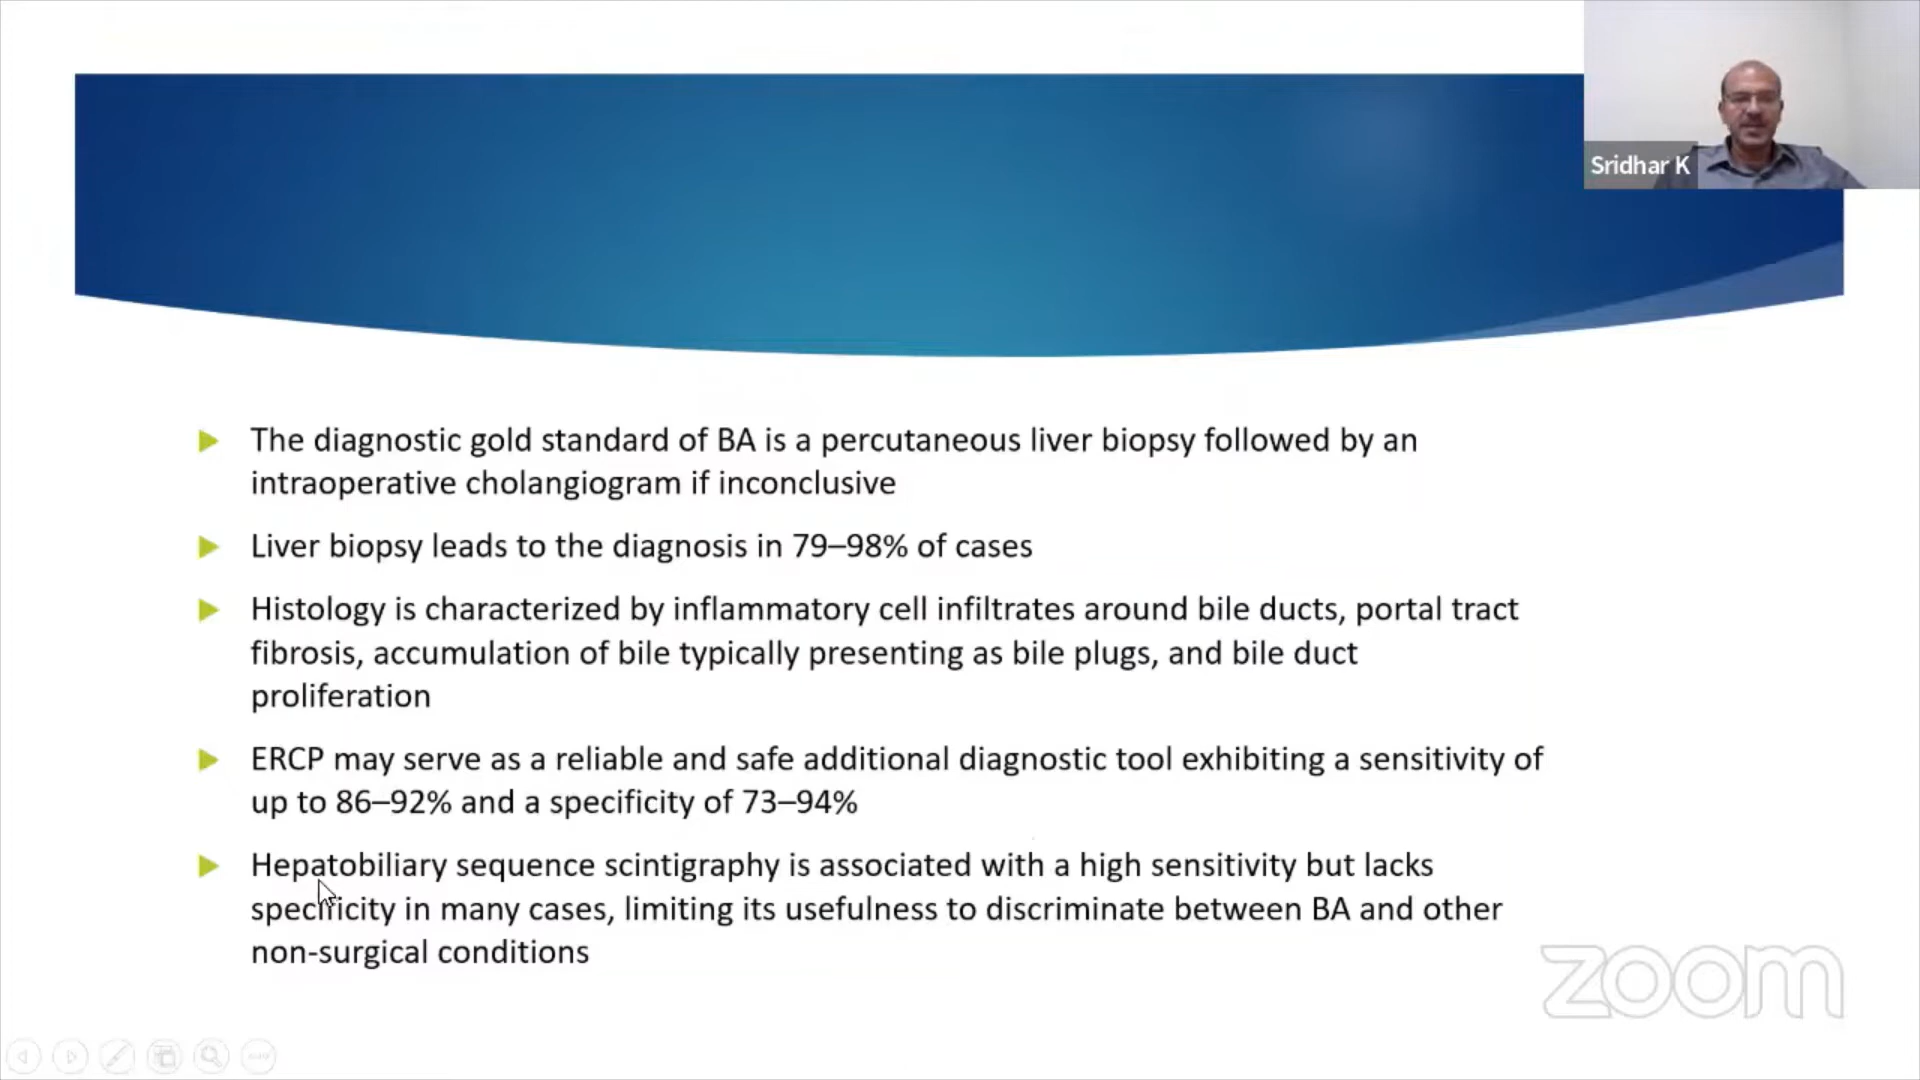 Sridhar K
The diagnostic gold standard of BA is a percutaneous liver biopsy followed by an
intraoperative cholangiogram if inconclusive
Liver biopsy leads to the diagnosis in 79–98% of cases
Histology is characterized by inflammatory cell infiltrates around bile ducts, portal tract
fibrosis, accumulation of bile typically presenting as bile plugs, and bile duct
proliferation
ERCP may serve as a reliable and safe additional diagnostic tool exhibiting a sensitivity of
up to 86–92% and a specificity of 73–94%
Hepatobiliary sequence scintigraphy is associated with a high sensitivity but lacks
specificity in many cases, limiting its usefulness to discriminate between BA and other
non-surgical conditions
zoom